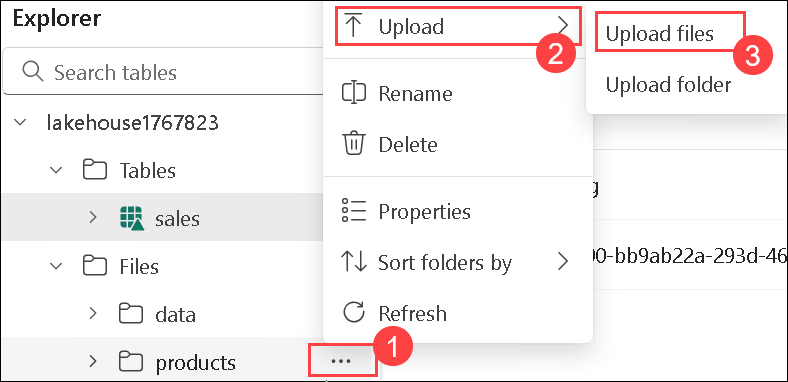 Explorer
Search tables
lakehouse1767823
Tables
sales
Files
data
products
...
1
Upload
2
Rename
Delete
Properties
Sort folders by
Refresh
Upload files
3
Upload folder
g
00-bb9ab22a-293d-46